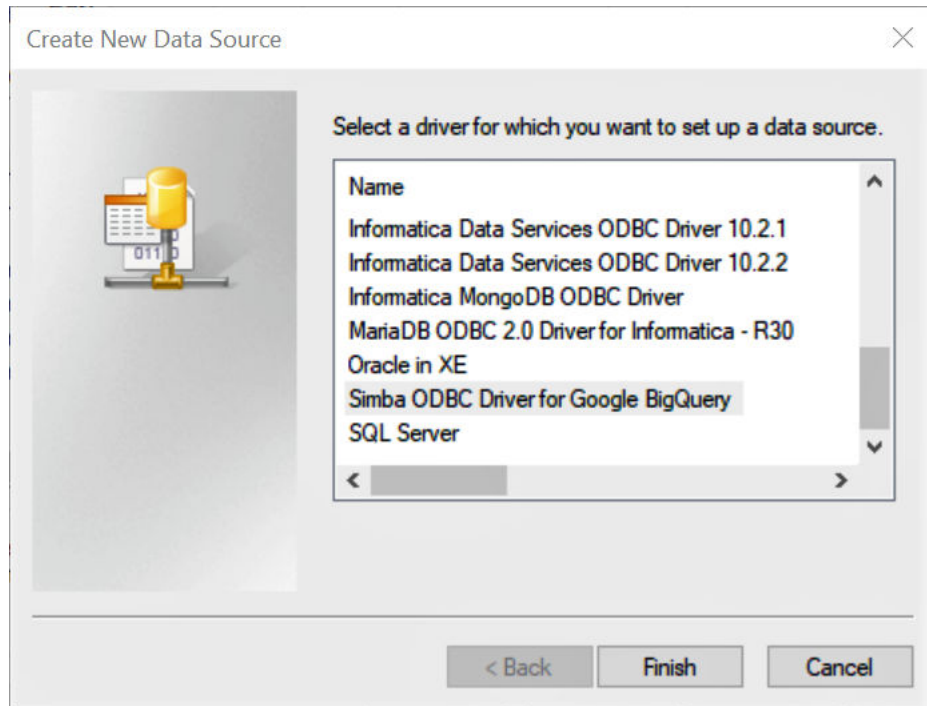 Create New Data Source
Select a driver for which you want to set up a data source.
Name
Informatica Data Services ODBC Driver 10.2.1
Informatica Data Services ODBC Driver 10.2.2
Informatica MongoDB ODBC Driver
MariaDB ODBC 2.0 Driver for Informatica - R30
Oracle in XE
Simba ODBC Driver for Google BigQuery
SQL Server
< Back Finish Cancel